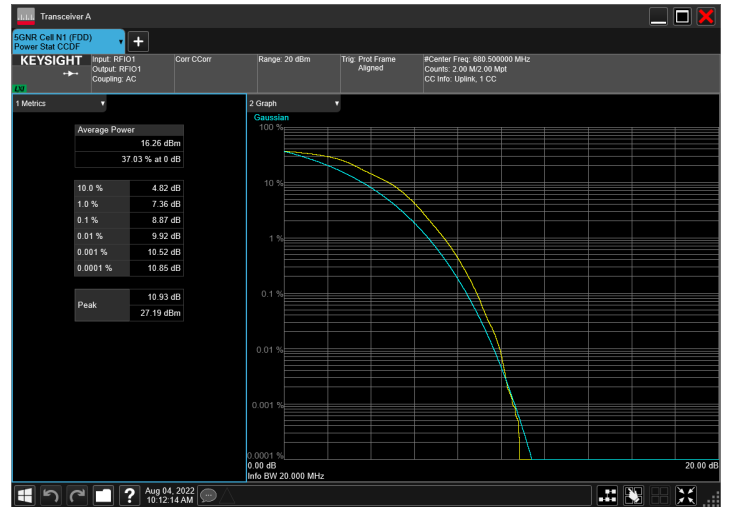 Transceiver A
5GNR Cell N1 (FDD)
Power Stat CCDF
KEYSIGHT
LXI
Input: RFIO1
Output: RFIO1
Coupling: AC
Corr CCorr
Range: 20 dBm
Trig: Prot Frame
Aligned
#Center Freq: 680.500000 MHz
Counts: 2.00 M/2.00 Mpt
CC Info: Uplink, 1 CC
1 Metrics
Average Power
16.26 dBm
37.03 % at 0 dB
10.0 % 4.82 dB
1.0 % 7.36 dB
0.1 % 8.87 dB
0.01 % 9.92 dB
0.001 % 10.52 dB
0.0001 % 10.85 dB
Peak 10.93 dB
27.19 dBm
2 Graph
Gaussian
100 %
10 %
1 %
0.1 %
0.01 %
0.001 %
0.0001 %
0.00 dB 20.00 dB
Info BW 20.000 MHz
? Aug 04, 2022
10:12:14 AM